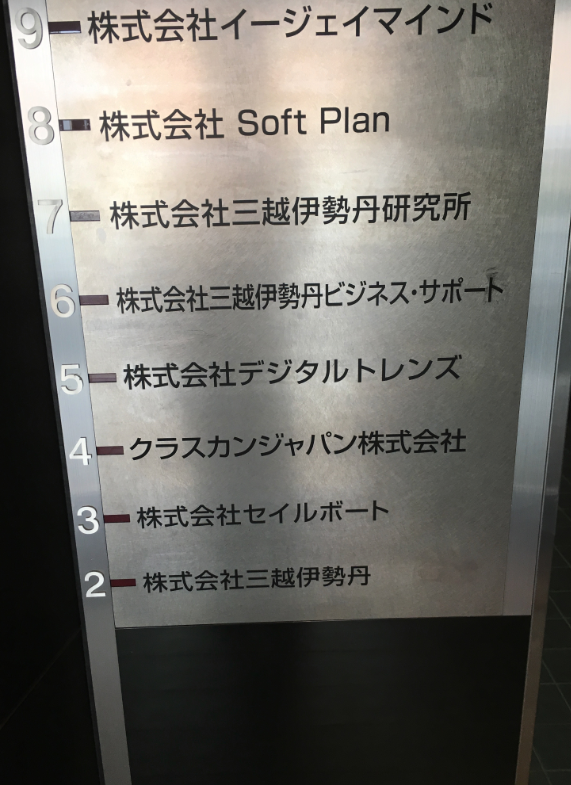 9 株式会社イージェイマインド
8 株式会社 Soft Plan
7 株式会社三越伊勢丹研究所
6 株式会社三越伊勢丹ビジネス・サポート
5 株式会社デジタルトレンズ
4 クラスカンジャパン株式会社
3 株式会社セイルボート
2 株式会社三越伊勢丹